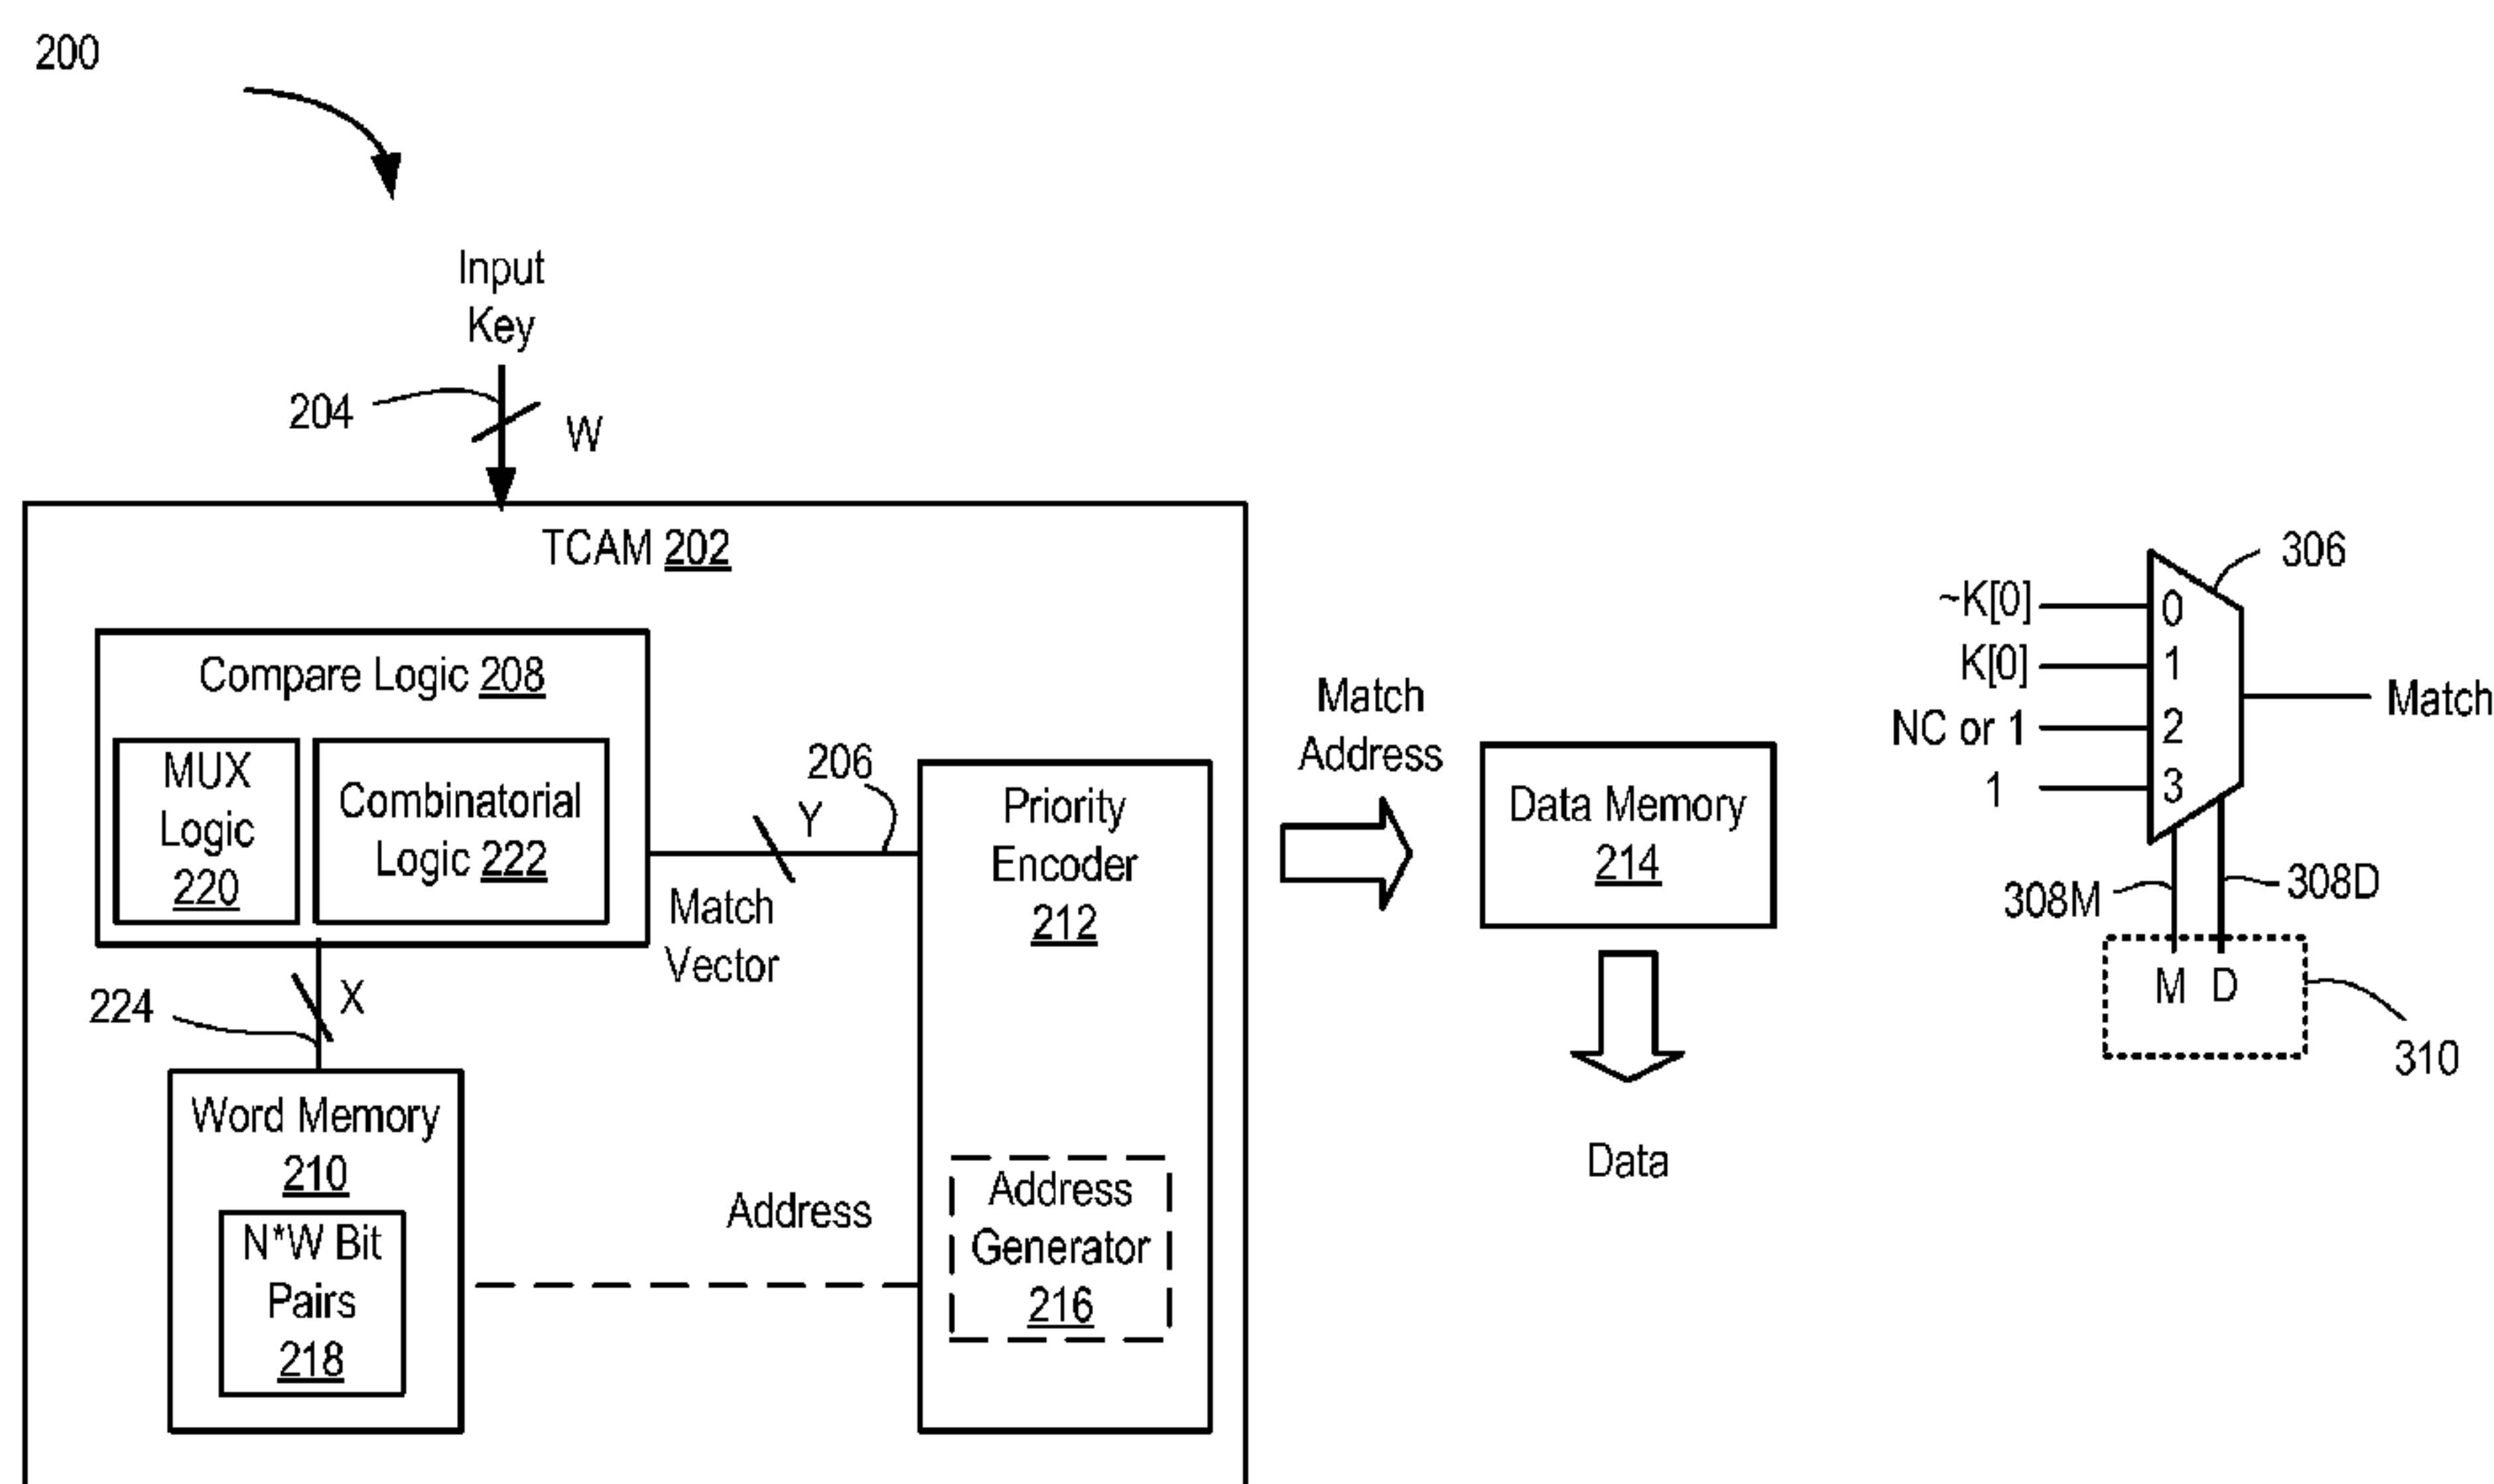 200
Input
Key
204
W
TCAM 202
Compare Logic 208
MUX
Logic
220
Combinatorial
Logic 222
206
Y
Match
Vector
Priority
Encoder
212
224
X
Word Memory
210
N*W Bit
Pairs
218
Address
Address
Generator
216
Match
Address
Data Memory
214
Data
306
~K[0]
0
K[0]
1
NC or 1
2
1
3
Match
308M
308D
M D
310